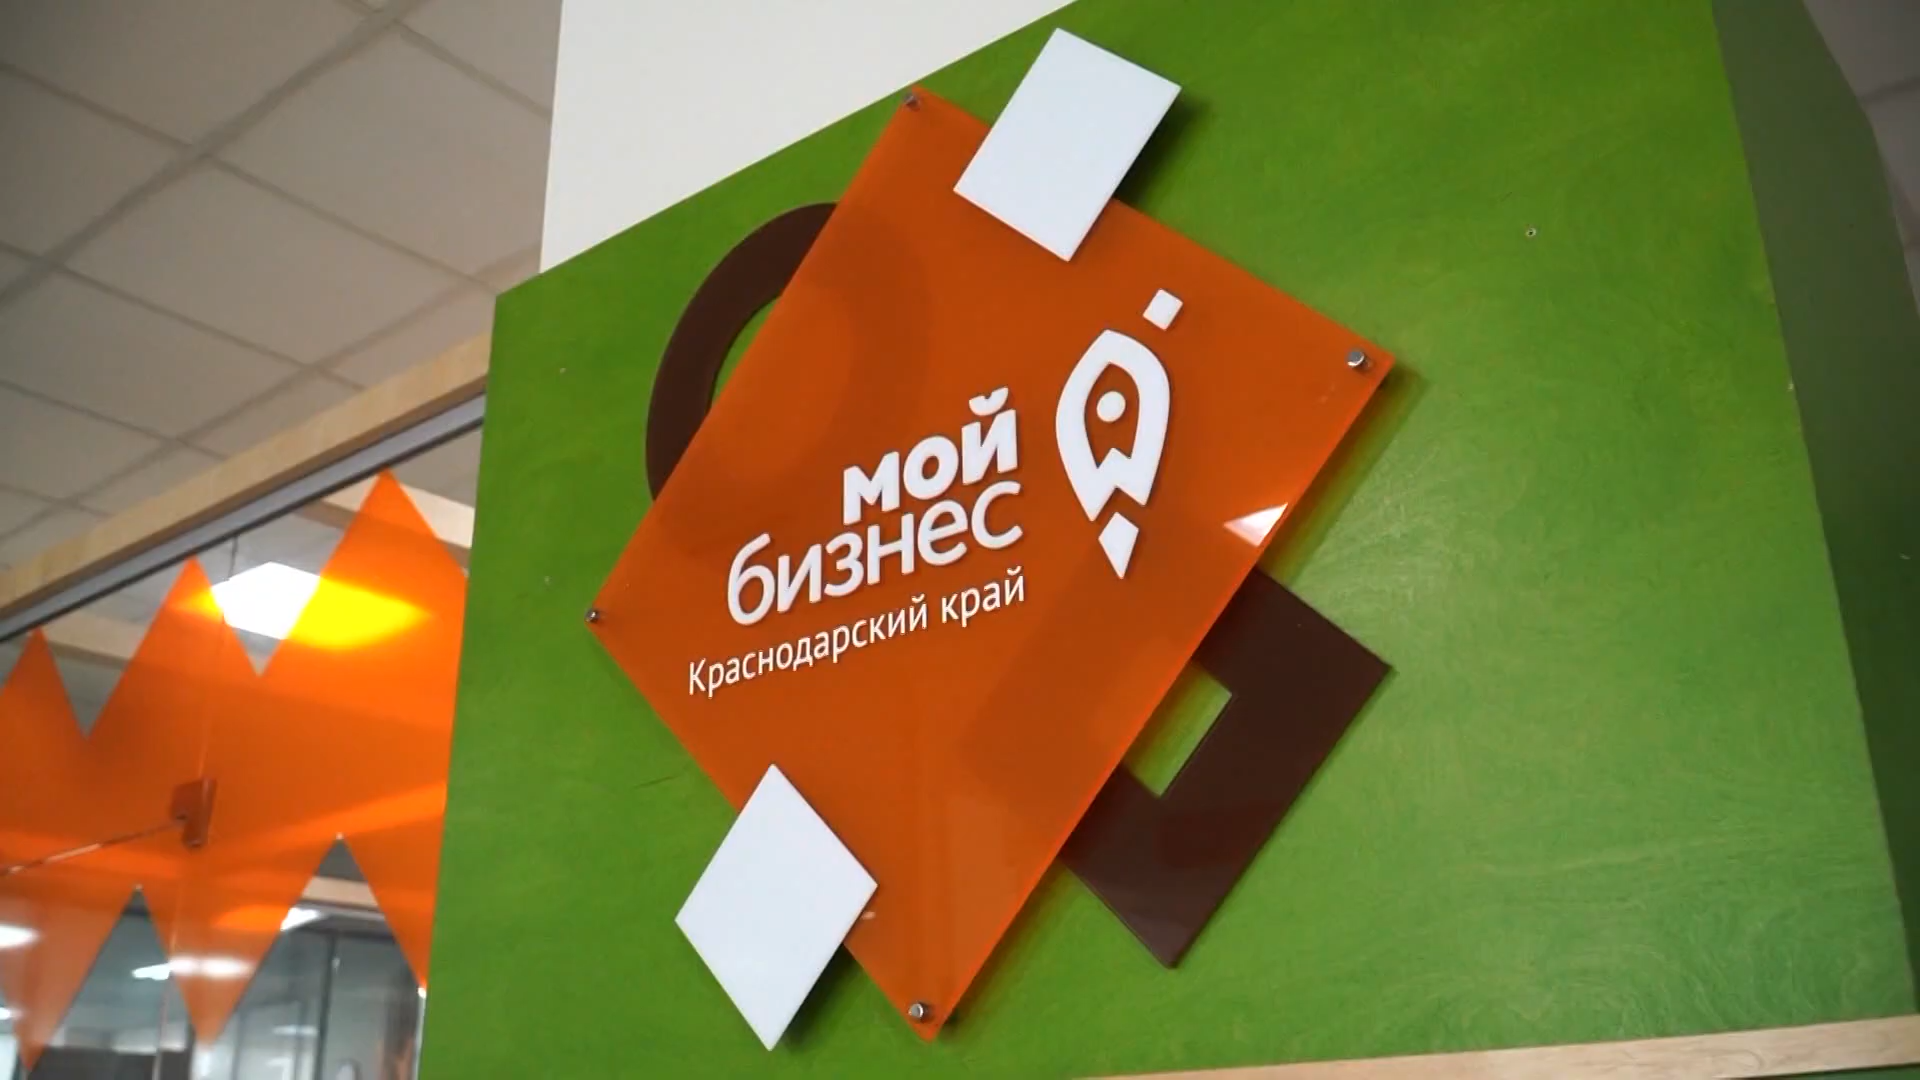 мой
бизнес
Краснодарский край